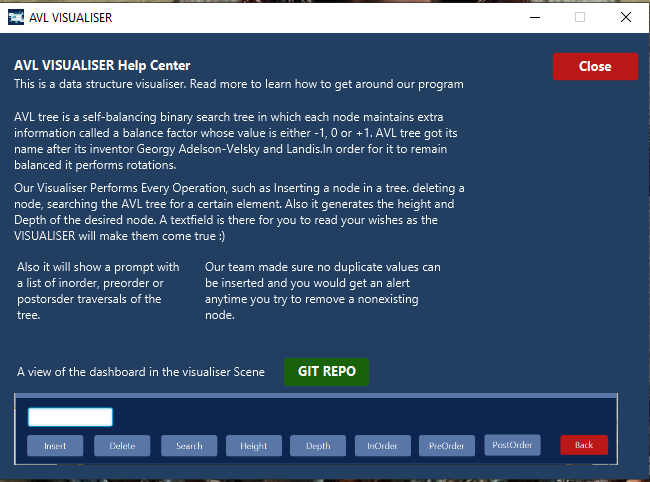 AVL VISUALISER
AVL VISUALISER Help Center
Close
This is a data structure visualiser. Read more to learn how to get around our program
AVL tree is a self-balancing binary search tree in which each node maintains extra
information called a balance factor whose value is either -1, 0 or +1. AVL tree got its
name after its inventor Georgy Adelson-Velsky and Landis.In order for it to remain
balanced it performs rotations.
Our Visualiser Performs Every Operation, such as Inserting a node in a tree. deleting a
node, searching the AVL tree for a certain element. Also it generates the height and
Depth of the desired node. A textfield is there for you to read your wishes as the
VISUALISER will make them come true :)
Also it will show a prompt with
a list of inorder, preorder or
postorsder traversals of the
tree.
Our team made sure no duplicate values can
be inserted and you would get an alert
anytime you try to remove a nonexisting
node.
A view of the dashboard in the visualiser Scene
GIT REPO
Insert Delete Search Height Depth InOrder PreOrder PostOrder Back